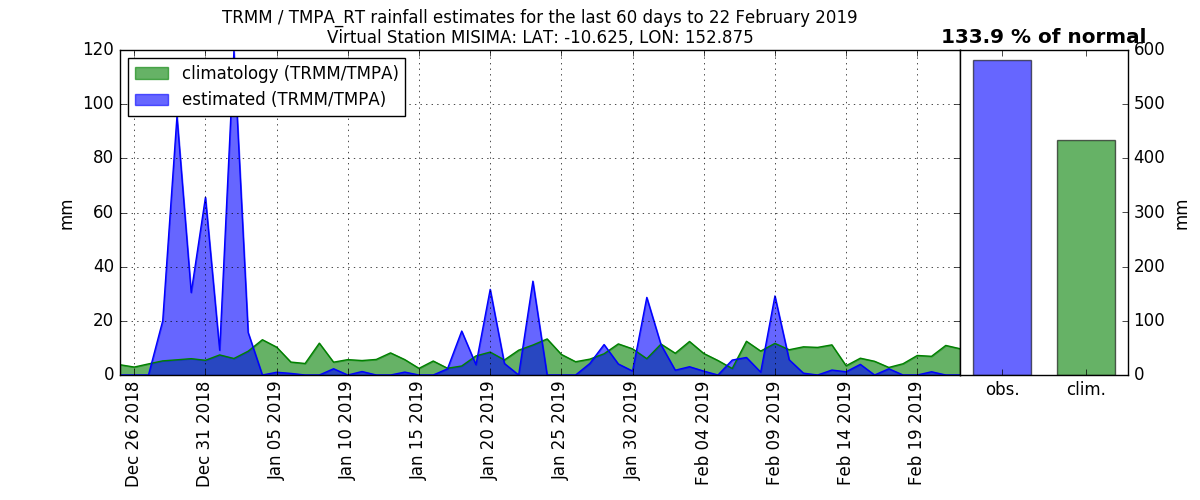 TRMM / TMPA_RT rainfall estimates for the last 60 days to 22 February 2019
Virtual Station MISIMA: LAT: -10.625, LON: 152.875
133.9 % of normal
climatology (TRMM/TMPA)
estimated (TRMM/TMPA)
120
100
80
60
40
20
0
mm
Dec 26 2018
Dec 31 2018
Jan 05 2019
Jan 10 2019
Jan 15 2019
Jan 20 2019
Jan 25 2019
Jan 30 2019
Feb 04 2019
Feb 09 2019
Feb 14 2019
Feb 19 2019
600
500
400
300
200
100
0
mm
obs.
clim.